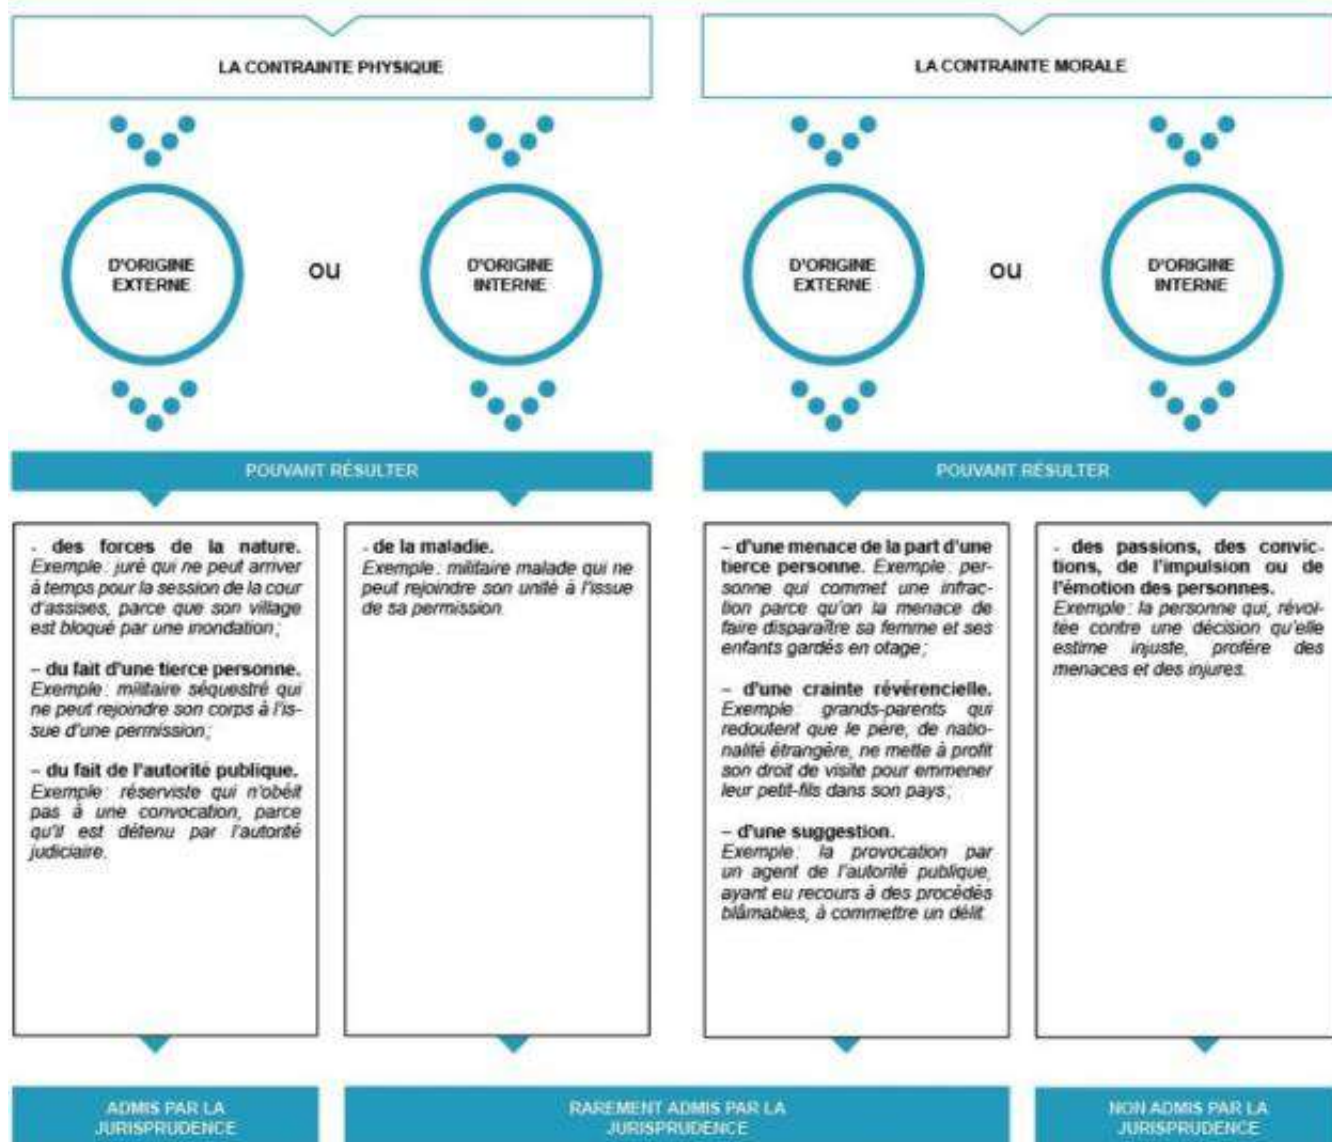 LA CONTRAINTE PHYSIQUE
D'ORIGINE
EXTERNE
ou
D'ORIGINE
INTERNE
POUVANT RÉSULTER
- des forces de la nature.
Exemple : juré qui ne peut arriver
à temps pour la session de la cour
d'assises, parce que son village
est bloqué par une inondation ;
– du fait d'une tierce personne.
Exemple : militaire séquestré qui
ne peut rejoindre son corps à l'is-
sue d'une permission ;
– du fait de l'autorité publique.
Exemple : réserviste qui n'obéit
pas à une convocation, parce
qu'il est détenu par l'autorité
judiciaire.
- de la maladie.
Exemple : militaire malade qui ne
peut rejoindre son unité à l'issue
de sa permission.
LA CONTRAINTE MORALE
D'ORIGINE
EXTERNE
ou
D'ORIGINE
INTERNE
POUVANT RÉSULTER
– d'une menace de la part d'une
tierce personne. Exemple : per-
sonne qui commet une infrac-
tion parce qu'on la menace de
faire disparaître sa femme et ses
enfants gardés en otage ;
– d'une crainte révérencielle.
Exemple : grands-parents qui
redoutent que le père, de natio-
nalité étrangère, ne mette à profit
son droit de visite pour emmener
leur petit-fils dans son pays ;
– d'une suggestion.
Exemple : la provocation par
un agent de l'autorité publique,
ayant eu recours à des procédés
blâmables, à commettre un délit.
- des passions, des convic-
tions, de l'impulsion ou de
l'émotion des personnes.
Exemple : la personne qui, révol-
tée contre une décision qu'elle
estime injuste, profère des
menaces et des injures.
ADMIS PAR LA
JURISPRUDENCE
RAREMENT ADMIS PAR LA
JURISPRUDENCE
NON ADMIS PAR LA
JURISPRUDENCE